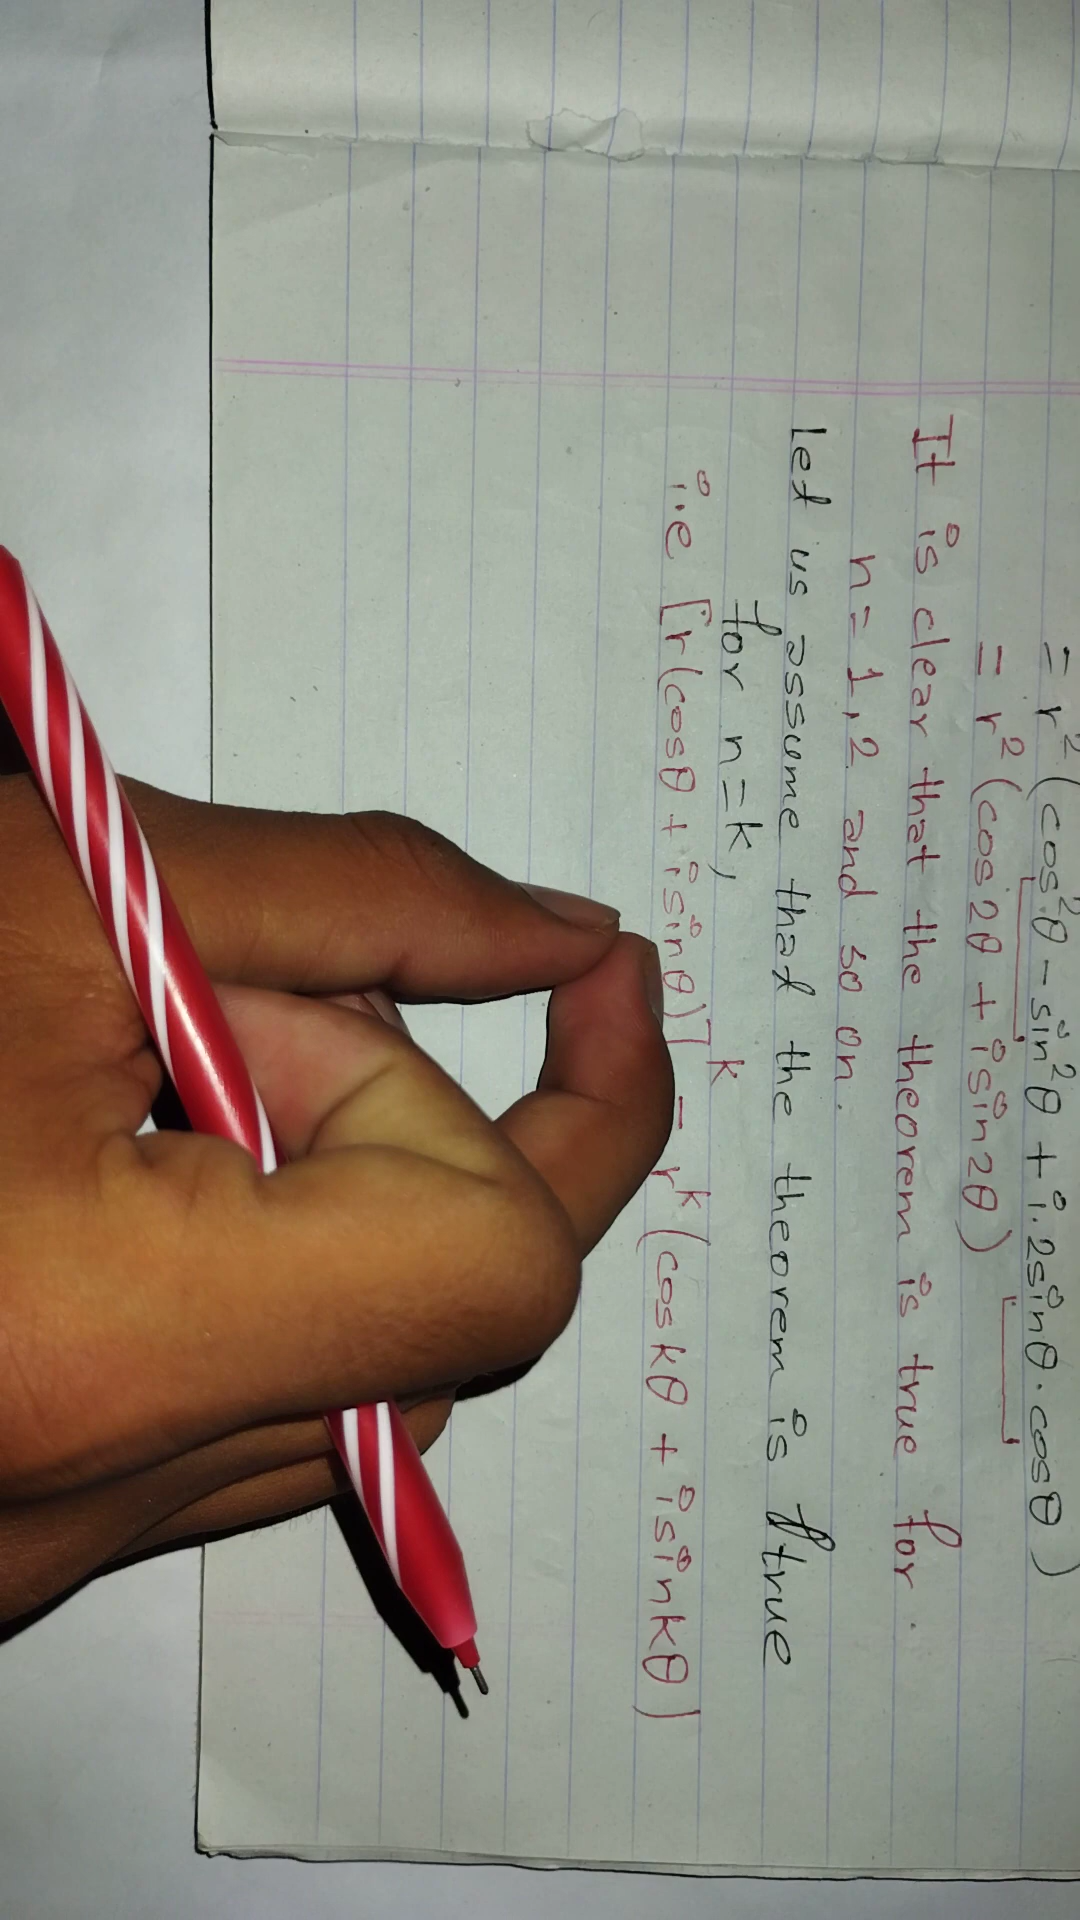 = r²(cos²θ - sin²θ + i.2sinθ.cosθ)
= r²(cos2θ + isin2θ)
It is clear that the theorem is true for.
n = 1,2 and so on.
Let us assume that the theorem is true
for n=k,
i.e [r(cosθ + isinθ)]ᵏ = rᵏ(coskθ + isinkθ)